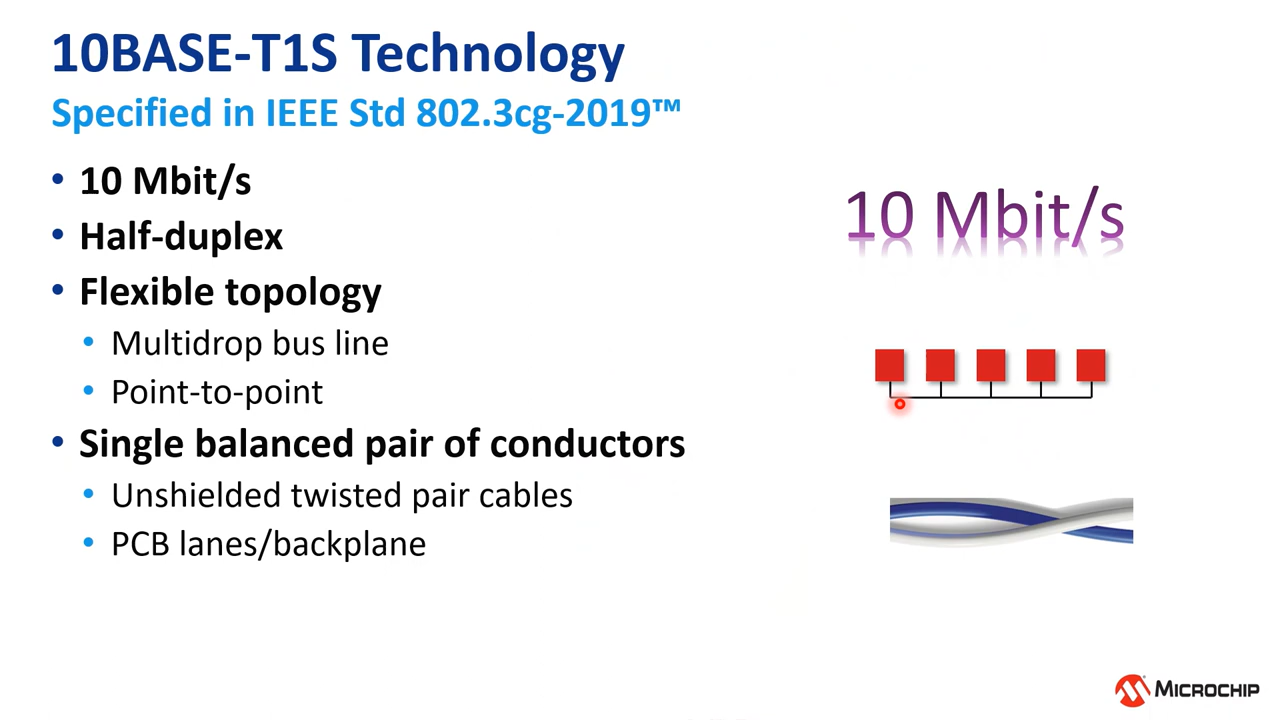 10BASE-T1S Technology
Specified in IEEE Std 802.3cg-2019™
• 10 Mbit/s
• Half-duplex
• Flexible topology
• Multidrop bus line
• Point-to-point
• Single balanced pair of conductors
• Unshielded twisted pair cables
• PCB lanes/backplane
10 Mbit/s
MICROCHIP